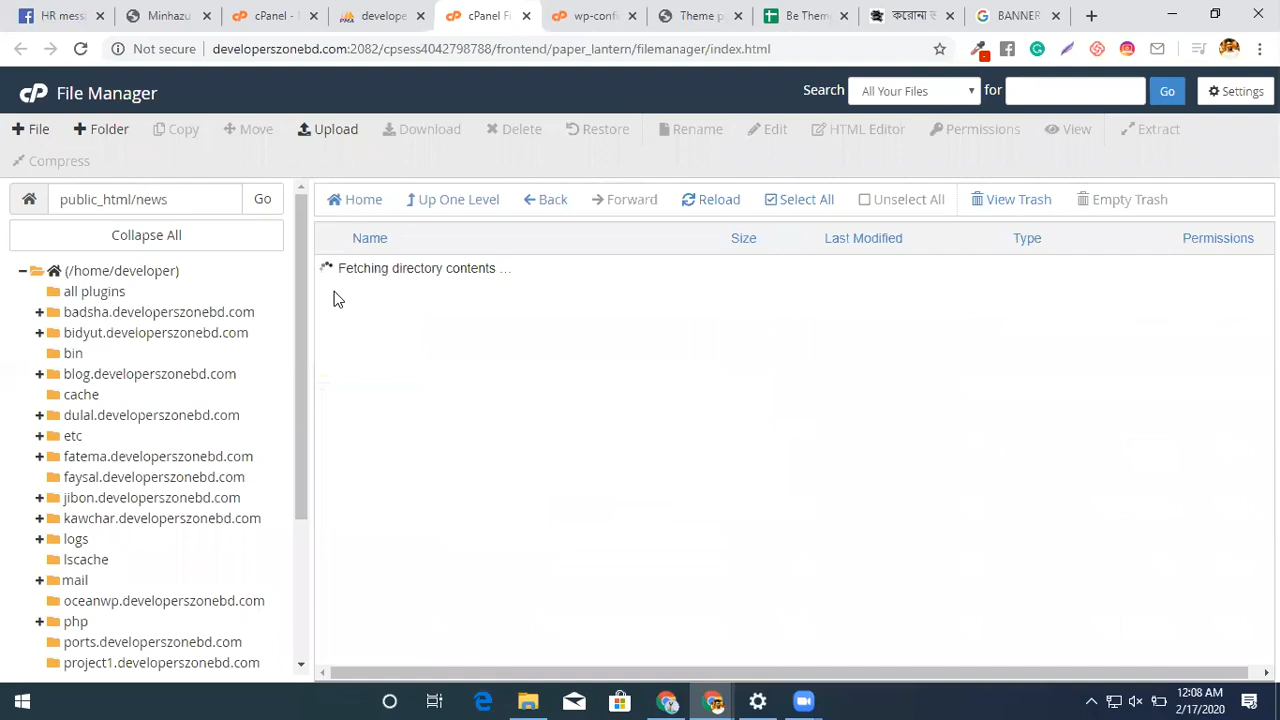 HR mess
Minhazu
cPanel -
develope
cPanel F
wp-confi
Theme p
Be Them
করোনা ভ
BANNER
Not secure
developerszonebd.com:2082/cpsess4042798788/frontend/paper_lantern/filemanager/index.html
cP File Manager
Search All Your Files for Go Settings
File Folder Copy Move Upload Download Delete Restore Rename Edit HTML Editor Permissions View Extract
Compress
public_html/news Go
Home Up One Level Back Forward Reload Select All Unselect All View Trash Empty Trash
Collapse All
Name Size Last Modified Type Permissions
Fetching directory contents ...
(/home/developer)
all plugins
badsha.developerszonebd.com
bidyut.developerszonebd.com
bin
blog.developerszonebd.com
cache
dulal.developerszonebd.com
etc
fatema.developerszonebd.com
faysal.developerszonebd.com
jibon.developerszonebd.com
kawchar.developerszonebd.com
logs
lscache
mail
oceanwp.developerszonebd.com
php
ports.developerszonebd.com
project1.developerszonebd.com
12:08 AM
2/17/2020